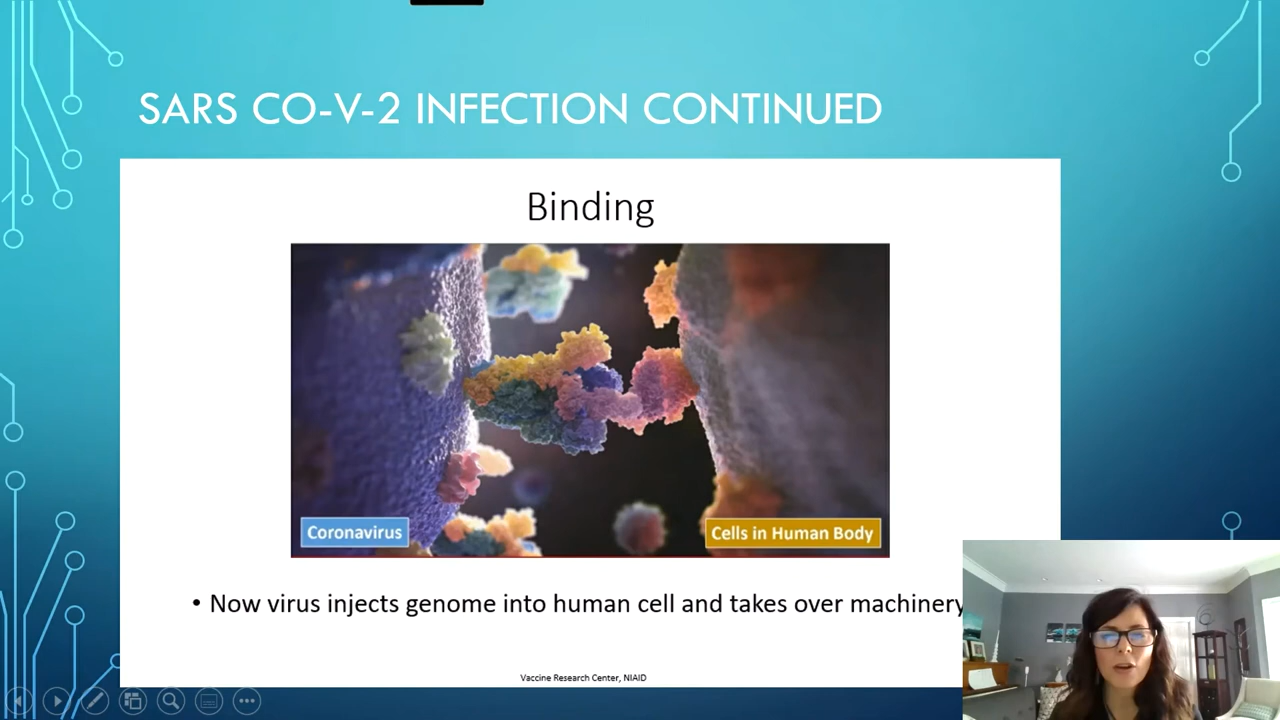 SARS CO-V-2 INFECTION CONTINUED
Binding
Coronavirus
Cells in Human Body
• Now virus injects genome into human cell and takes over machinery
Vaccine Research Center, NIAID